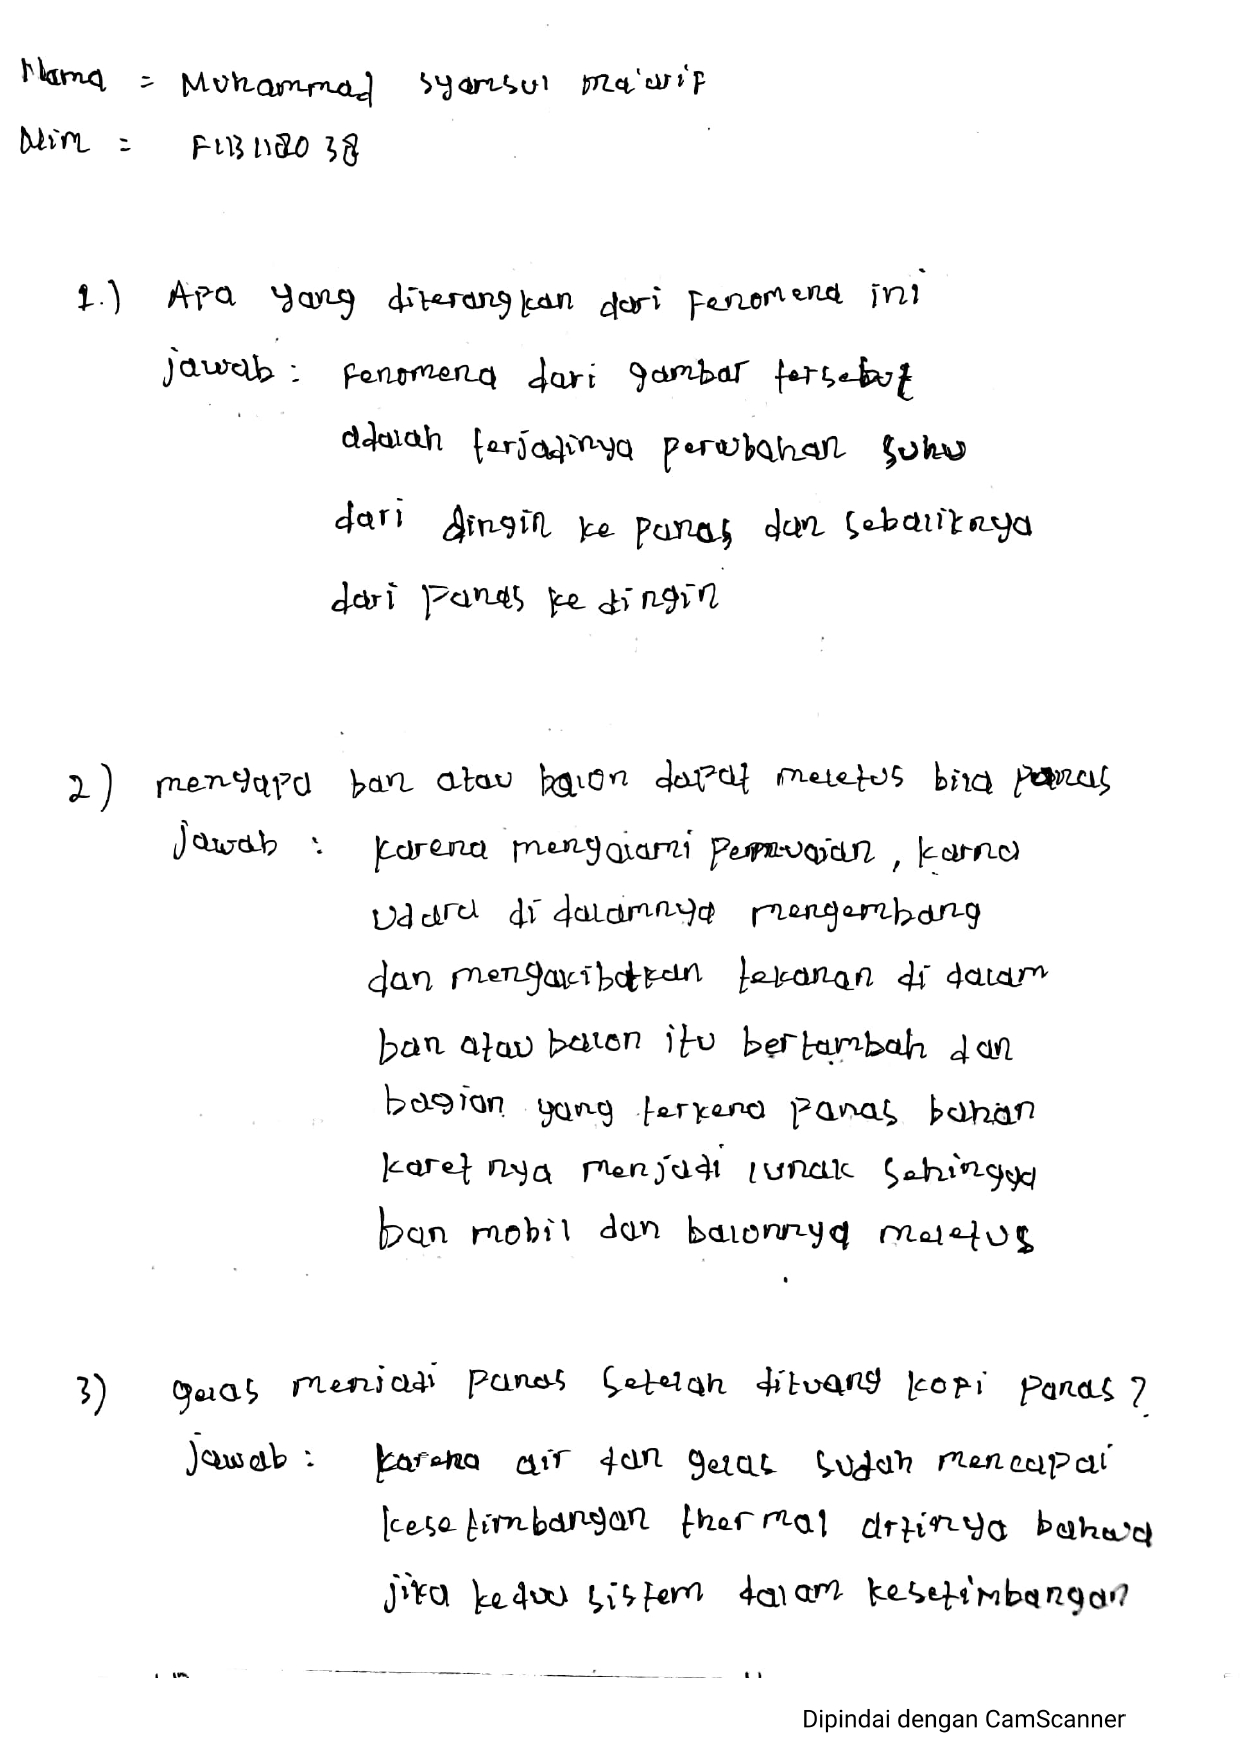 Nama = Muhammad syamsul ma'arif
Nim =
1.) Apa yang diterangkan dari Fenomena ini
jawab : Fenomena dari gambar tersebut
adalah terjadinya perubahan suhu
dari dingin ke panas dan sebaliknya
dari panas ke dingin
2) mengapa ban atau balon dapat meletus bila panas
jawab : karena mengalami pemuaian, karna
udara di dalamnya mengembang
dan mengakibatkan tekanan di dalam
ban atau balon itu bertambah dan
bagian yang terkena panas bahan
karet nya menjadi lunak sehingga
ban mobil dan balonnya meletus
3) gelas menjadi panas setelah dituang kopi panas ?
jawab : karena air dan gelas sudah mencapai
kesetimbangan thermal artinya bahwa
jika kedua sistem dalam kesetimbangan
Dipindai dengan CamScanner